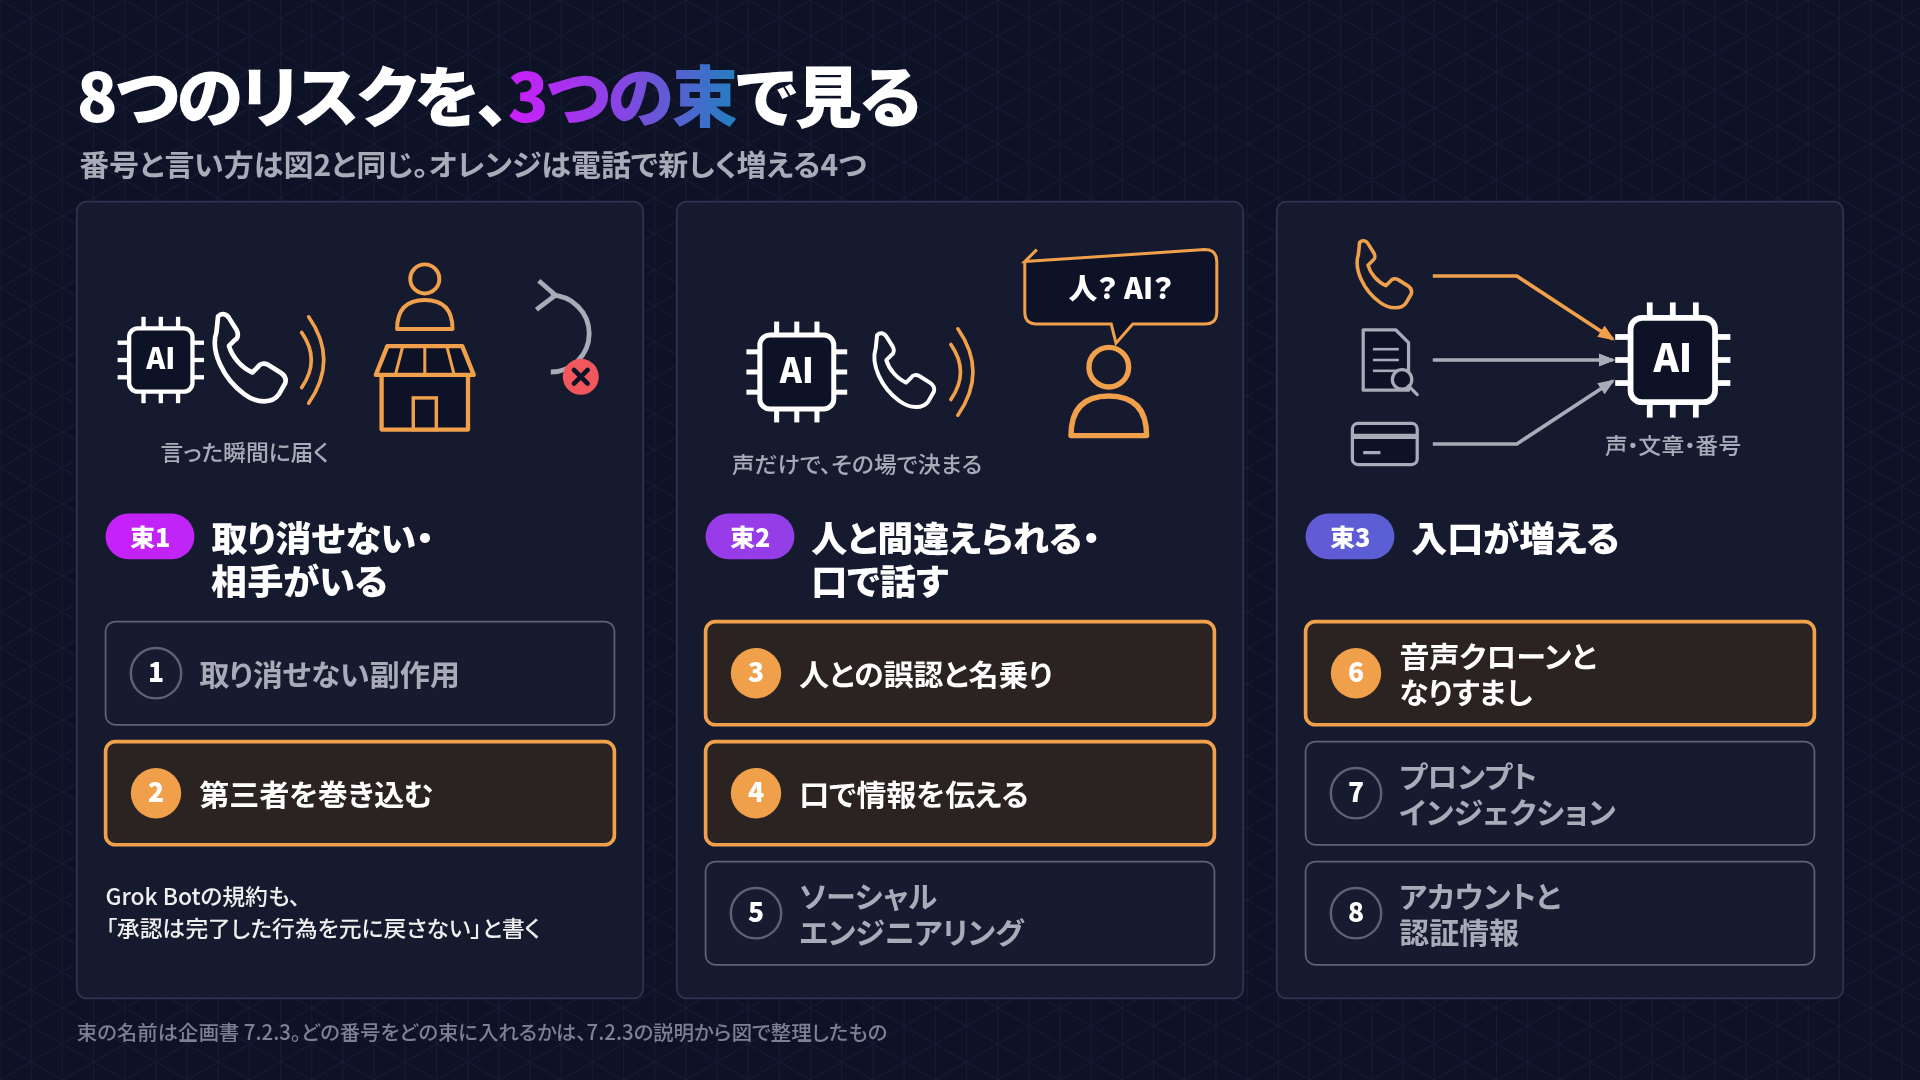 8つのリスクを、3つの束で見る
番号と言い方は図2と同じ。オレンジは電話で新しく増える4つ
AI
言った瞬間に届く
束1
取り消せない・
相手がいる
1
取り消せない副作用
2
第三者を巻き込む
Grok Botの規約も、
「承認は完了した行為を元に戻さない」と書く
人? AI?
AI
声だけで、その場で決まる
束2
人と間違えられる・
口で話す
3
人との誤認と名乗り
4
口で情報を伝える
5
ソーシャル
エンジニアリング
AI
声・文章・番号
束3
入口が増える
6
音声クローンと
なりすまし
7
プロンプト
インジェクション
8
アカウントと
認証情報
束の名前は企画書 7.2.3。どの番号をどの束に入れるかは、7.2.3の説明から図で整理したもの